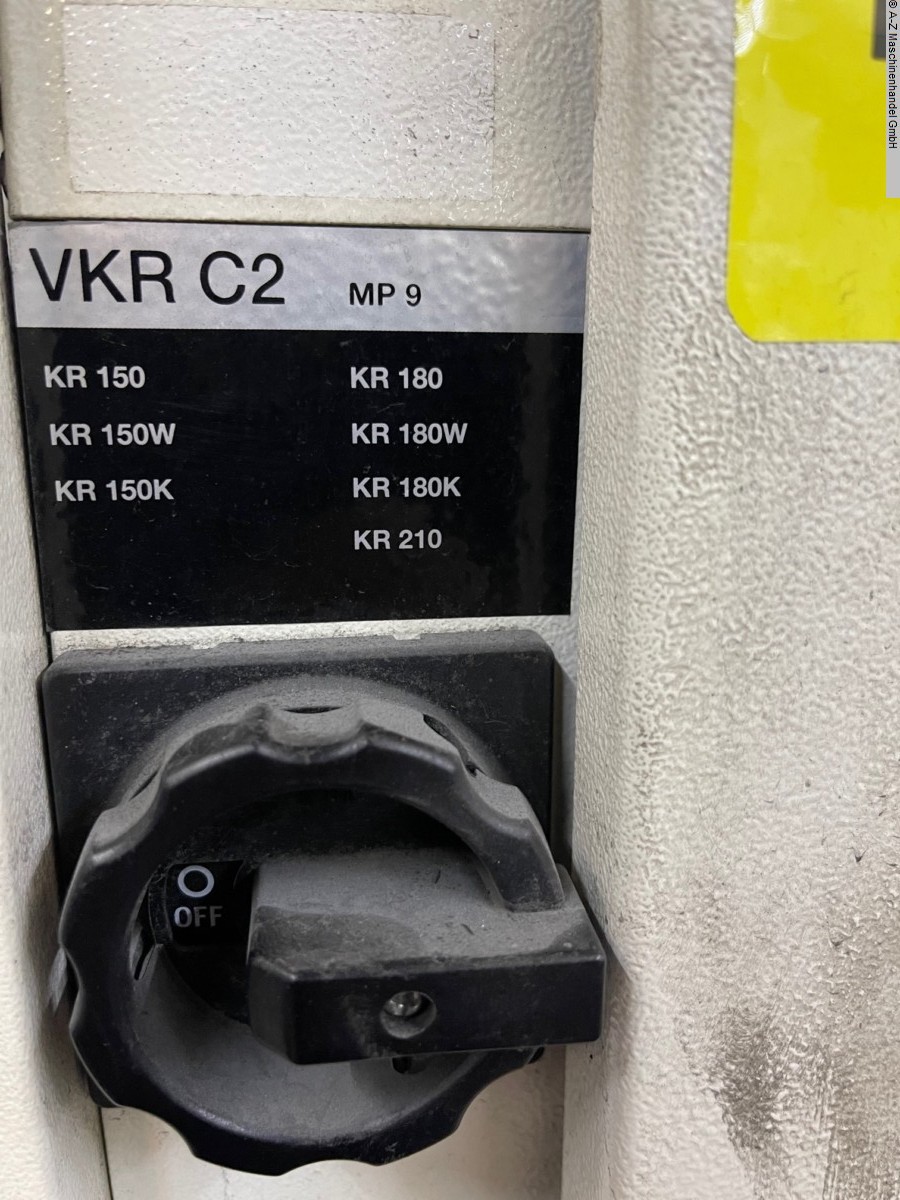 VKR C2 MP 9
KR 150 KR 180
KR 150W KR 180W
KR 150K KR 180K
KR 210
O
OFF
© A-Z Maschinenhandel GmbH